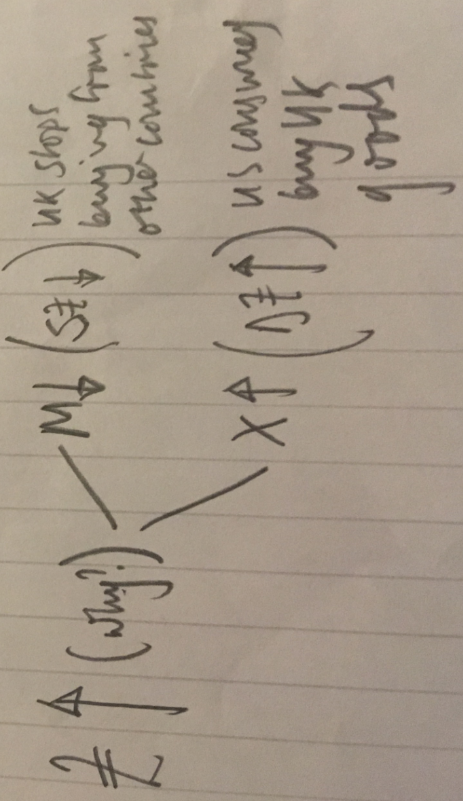 £ ↑ (why?)
M↓ (S£ ↓)
UK stops
buying from
other countries
X ↑ (D£ ↑)
US consumers
buy UK
goods